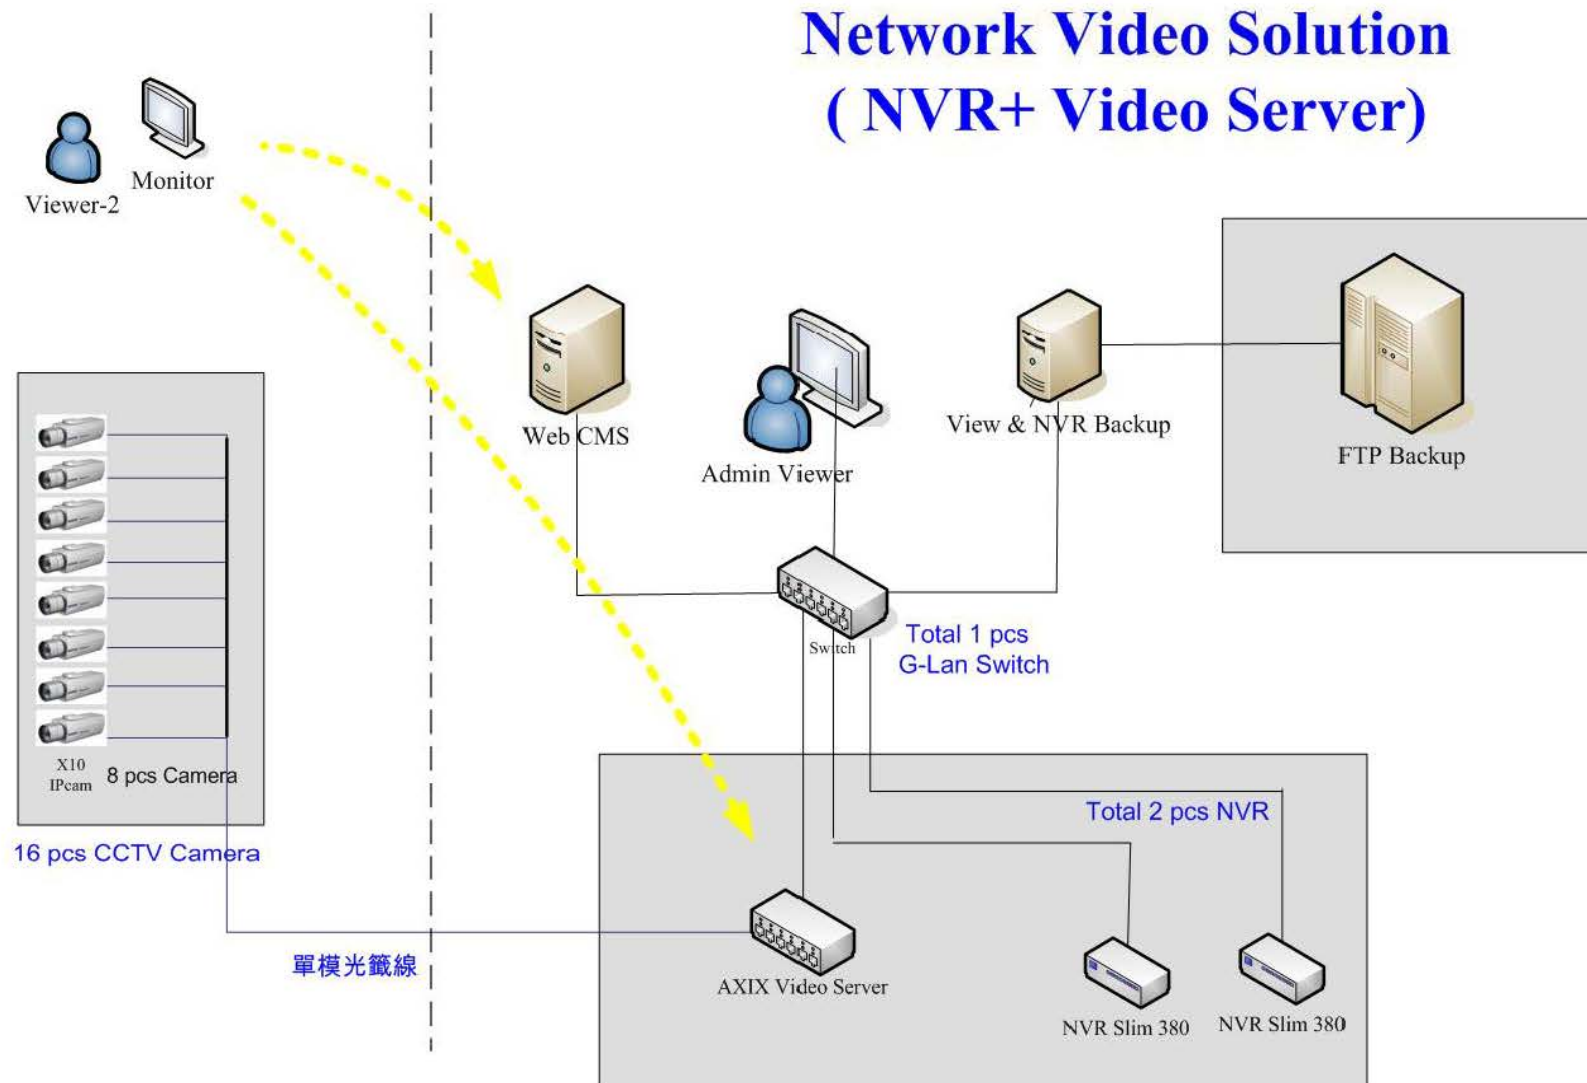 Network Video Solution
( NVR+ Video Server)
Viewer-2
Monitor
Web CMS
Admin Viewer
View & NVR Backup
FTP Backup
Switch
Total 1 pcs
G-Lan Switch
X10
IPcam
8 pcs Camera
16 pcs CCTV Camera
單模光籤線
Total 2 pcs NVR
AXIX Video Server
NVR Slim 380
NVR Slim 380